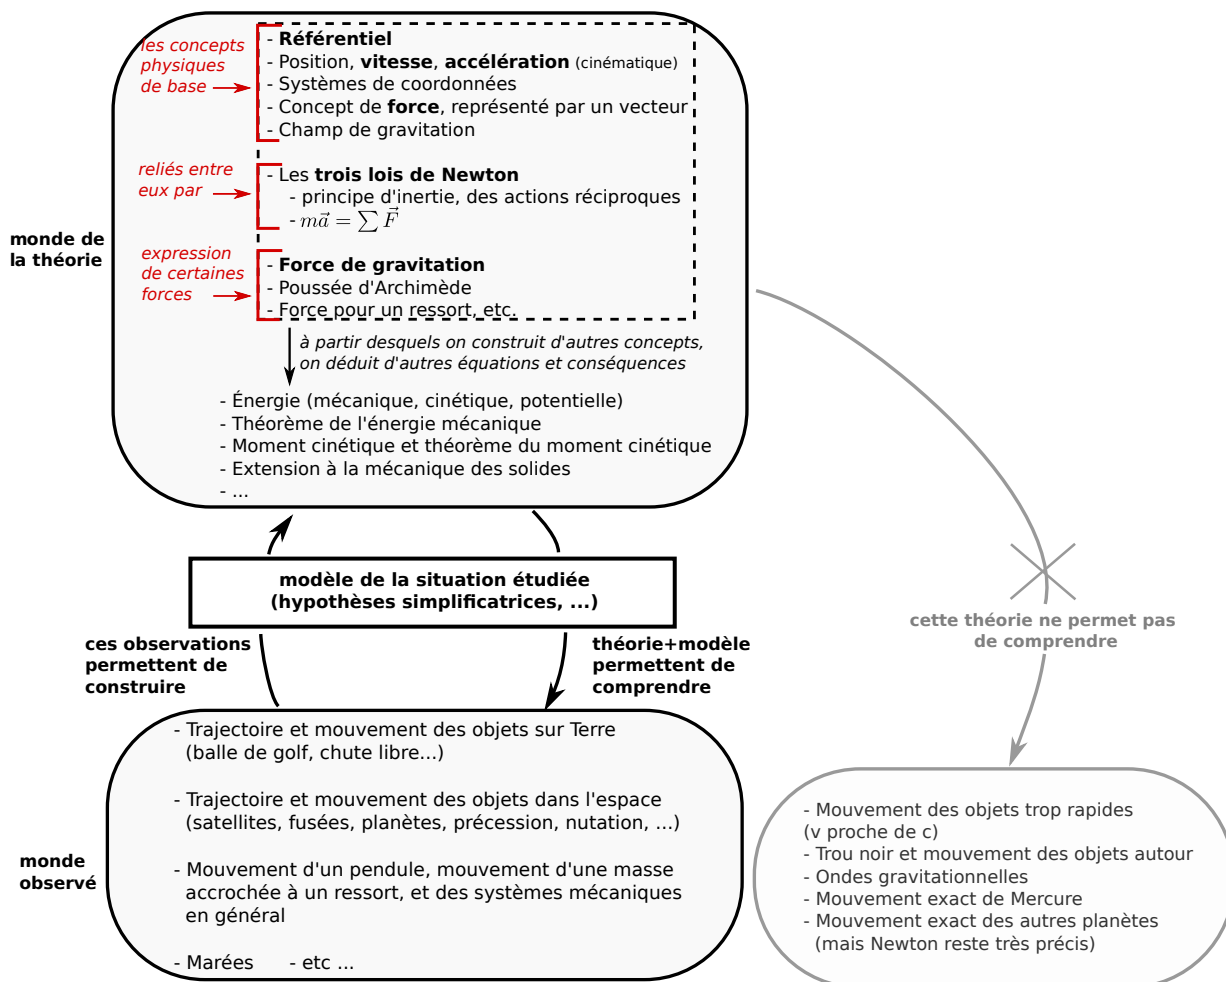 les concepts
physiques
de base
- Référentiel
- Position, vitesse, accélération (cinématique)
- Systèmes de coordonnées
- Concept de force, représenté par un vecteur
- Champ de gravitation
reliés entre
eux par
- Les trois lois de Newton
- principe d'inertie, des actions réciproques
- $m\vec{a} = \sum \vec{F}$
monde de
la théorie
expression
de certaines
forces
- Force de gravitation
- Poussée d'Archimède
- Force pour un ressort, etc.
à partir desquels on construit d'autres concepts,
on déduit d'autres équations et conséquences
- Énergie (mécanique, cinétique, potentielle)
- Théorème de l'énergie mécanique
- Moment cinétique et théorème du moment cinétique
- Extension à la mécanique des solides
- ...
modèle de la situation étudiée
(hypothèses simplificatrices, ...)
ces observations
permettent de
construire
théorie+modèle
permettent de
comprendre
cette théorie ne permet pas
de comprendre
monde
observé
- Trajectoire et mouvement des objets sur Terre
(balle de golf, chute libre...)
- Trajectoire et mouvement des objets dans l'espace
(satellites, fusées, planètes, précession, nutation, ...)
- Mouvement d'un pendule, mouvement d'une masse
accrochée à un ressort, et des systèmes mécaniques
en général
- Marées - etc ...
- Mouvement des objets trop rapides
(v proche de c)
- Trou noir et mouvement des objets autour
- Ondes gravitationnelles
- Mouvement exact de Mercure
- Mouvement exact des autres planètes
(mais Newton reste très précis)